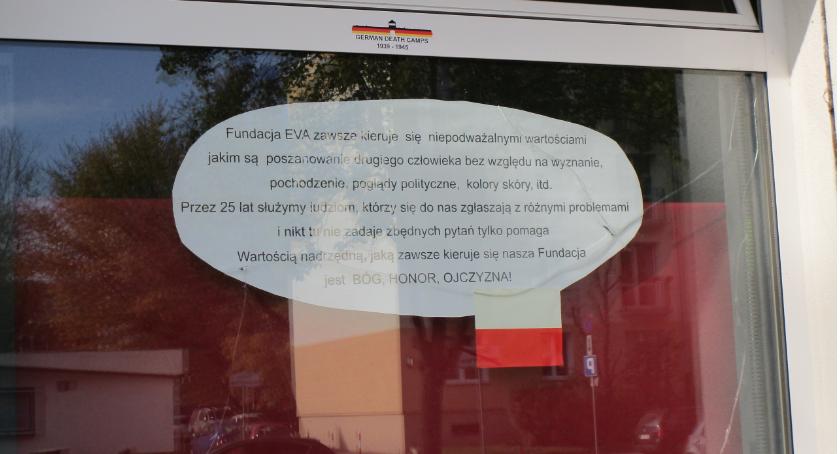 GERMAN DEATH CAMPS
1939 - 1945
Fundacja EVA zawsze kieruje się niepodważalnymi wartościami
jakim są poszanowanie drugiego człowieka bez względu na wyznanie,
pochodzenie, poglądy polityczne, kolory skóry, itd.
Przez 25 lat służymy ludziom, którzy się do nas zgłaszają z różnymi problemami
i nikt tu nie zadaje zbędnych pytań tylko pomaga
Wartością nadrzędną, jaką zawsze kieruje się nasza Fundacja
jest BÓG, HONOR, OJCZYZNA!
P